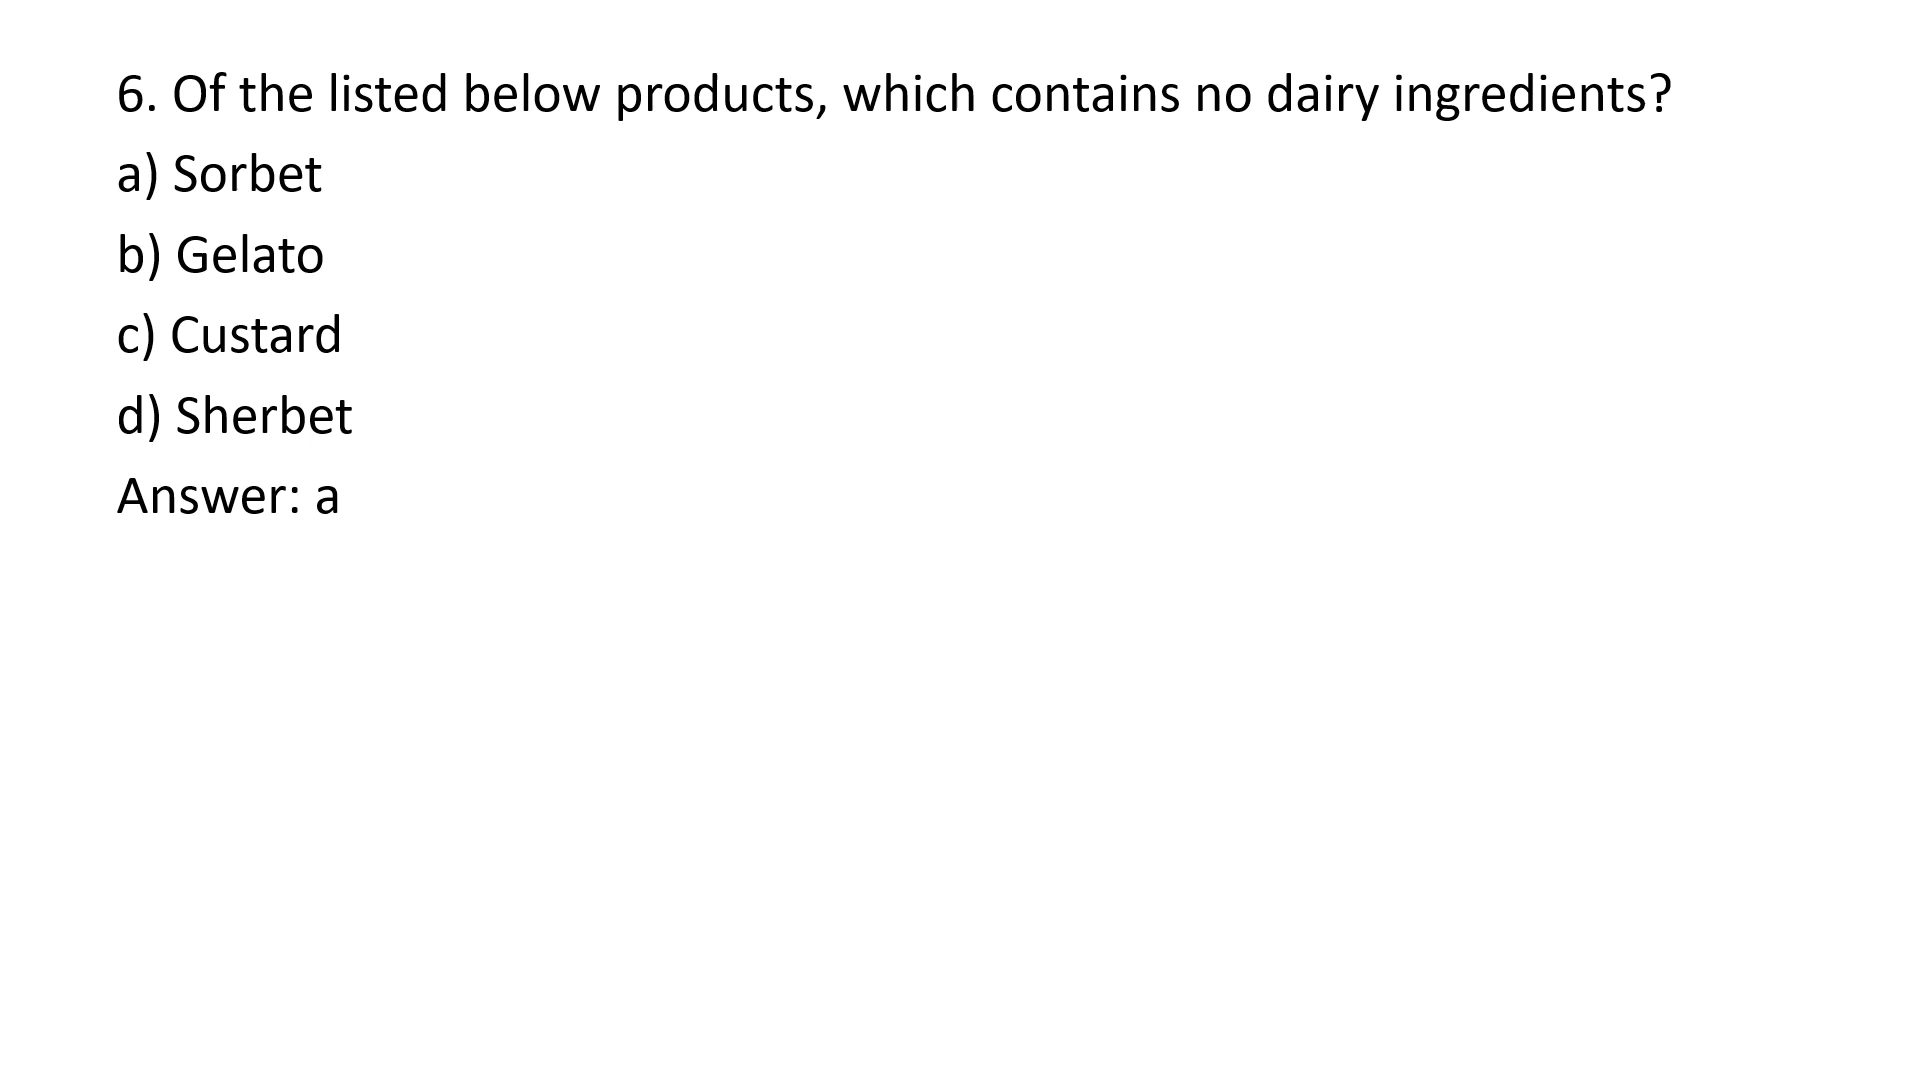 6. Of the listed below products, which contains no dairy ingredients?
a) Sorbet
b) Gelato
c) Custard
d) Sherbet
Answer: a